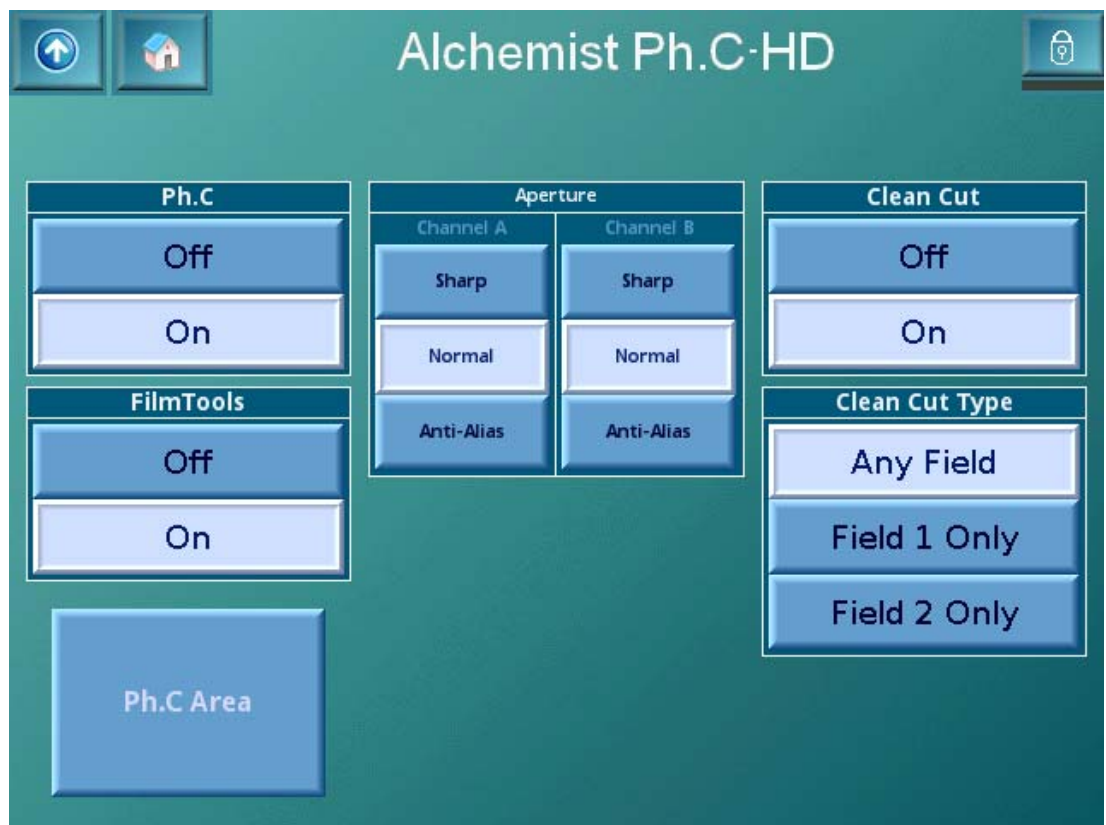 Alchemist Ph.C-HD
Ph.C
Off
On
FilmTools
Off
On
Ph.C Area
Aperture
Channel A
Channel B
Sharp
Sharp
Normal
Normal
Anti-Alias
Anti-Alias
Clean Cut
Off
On
Clean Cut Type
Any Field
Field 1 Only
Field 2 Only